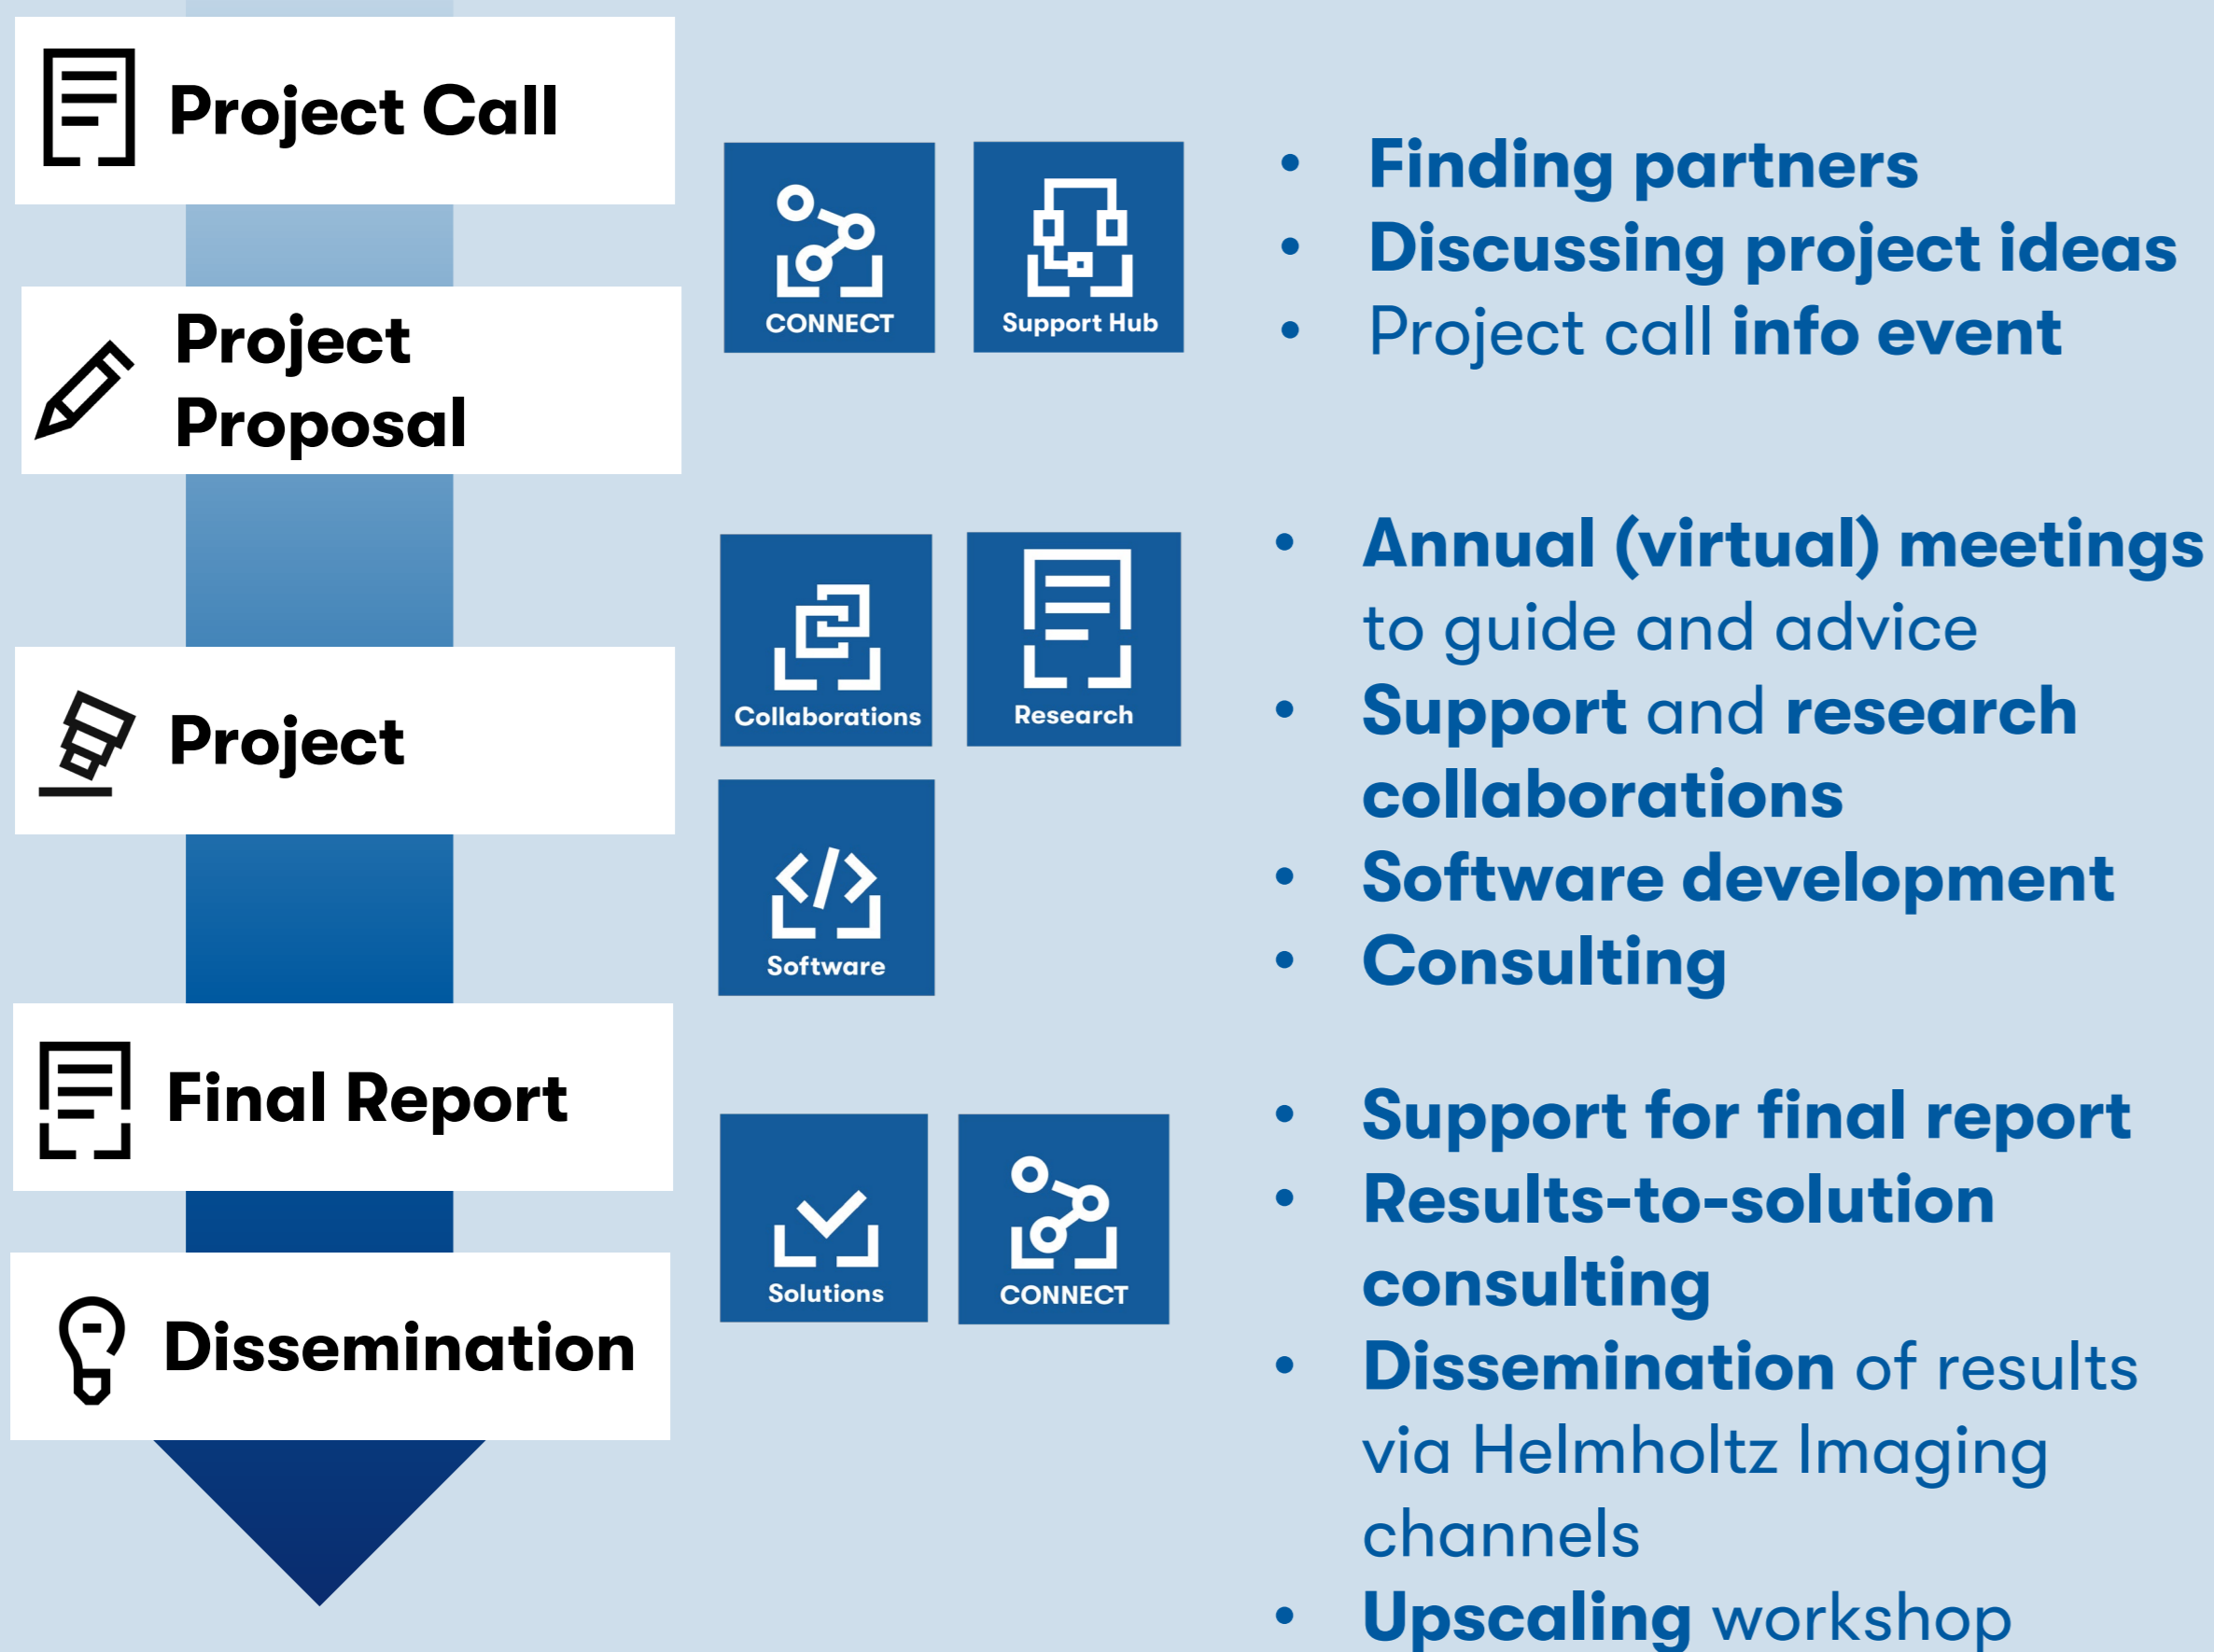 Project Call
Project
Proposal
Project
Final Report
Dissemination
CONNECT
Support Hub
Collaborations
Research
Software
Solutions
CONNECT
• Finding partners
• Discussing project ideas
• Project call info event
• Annual (virtual) meetings
to guide and advice
• Support and research
collaborations
• Software development
• Consulting
• Support for final report
• Results-to-solution
consulting
• Dissemination of results
via Helmholtz Imaging
channels
• Upscaling workshop